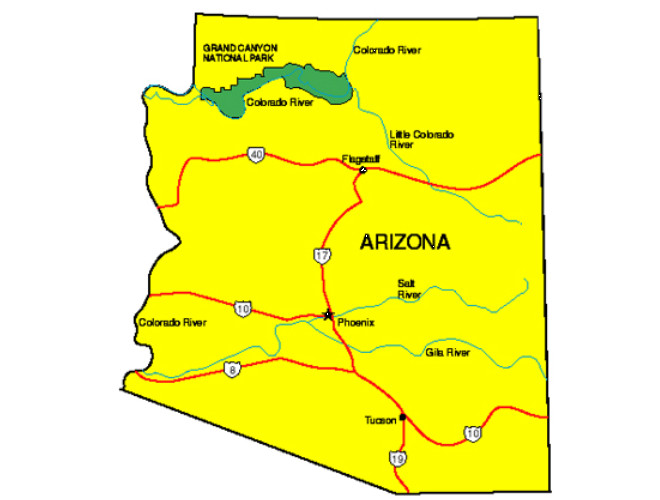 GRAND CANYON
NATIONAL PARK
Colorado River
Colorado River
Little Colorado
River
40
Flagstaff
17
ARIZONA
Salt
River
10
Colorado River
Phoenix
Gila River
8
Tucson
10
19